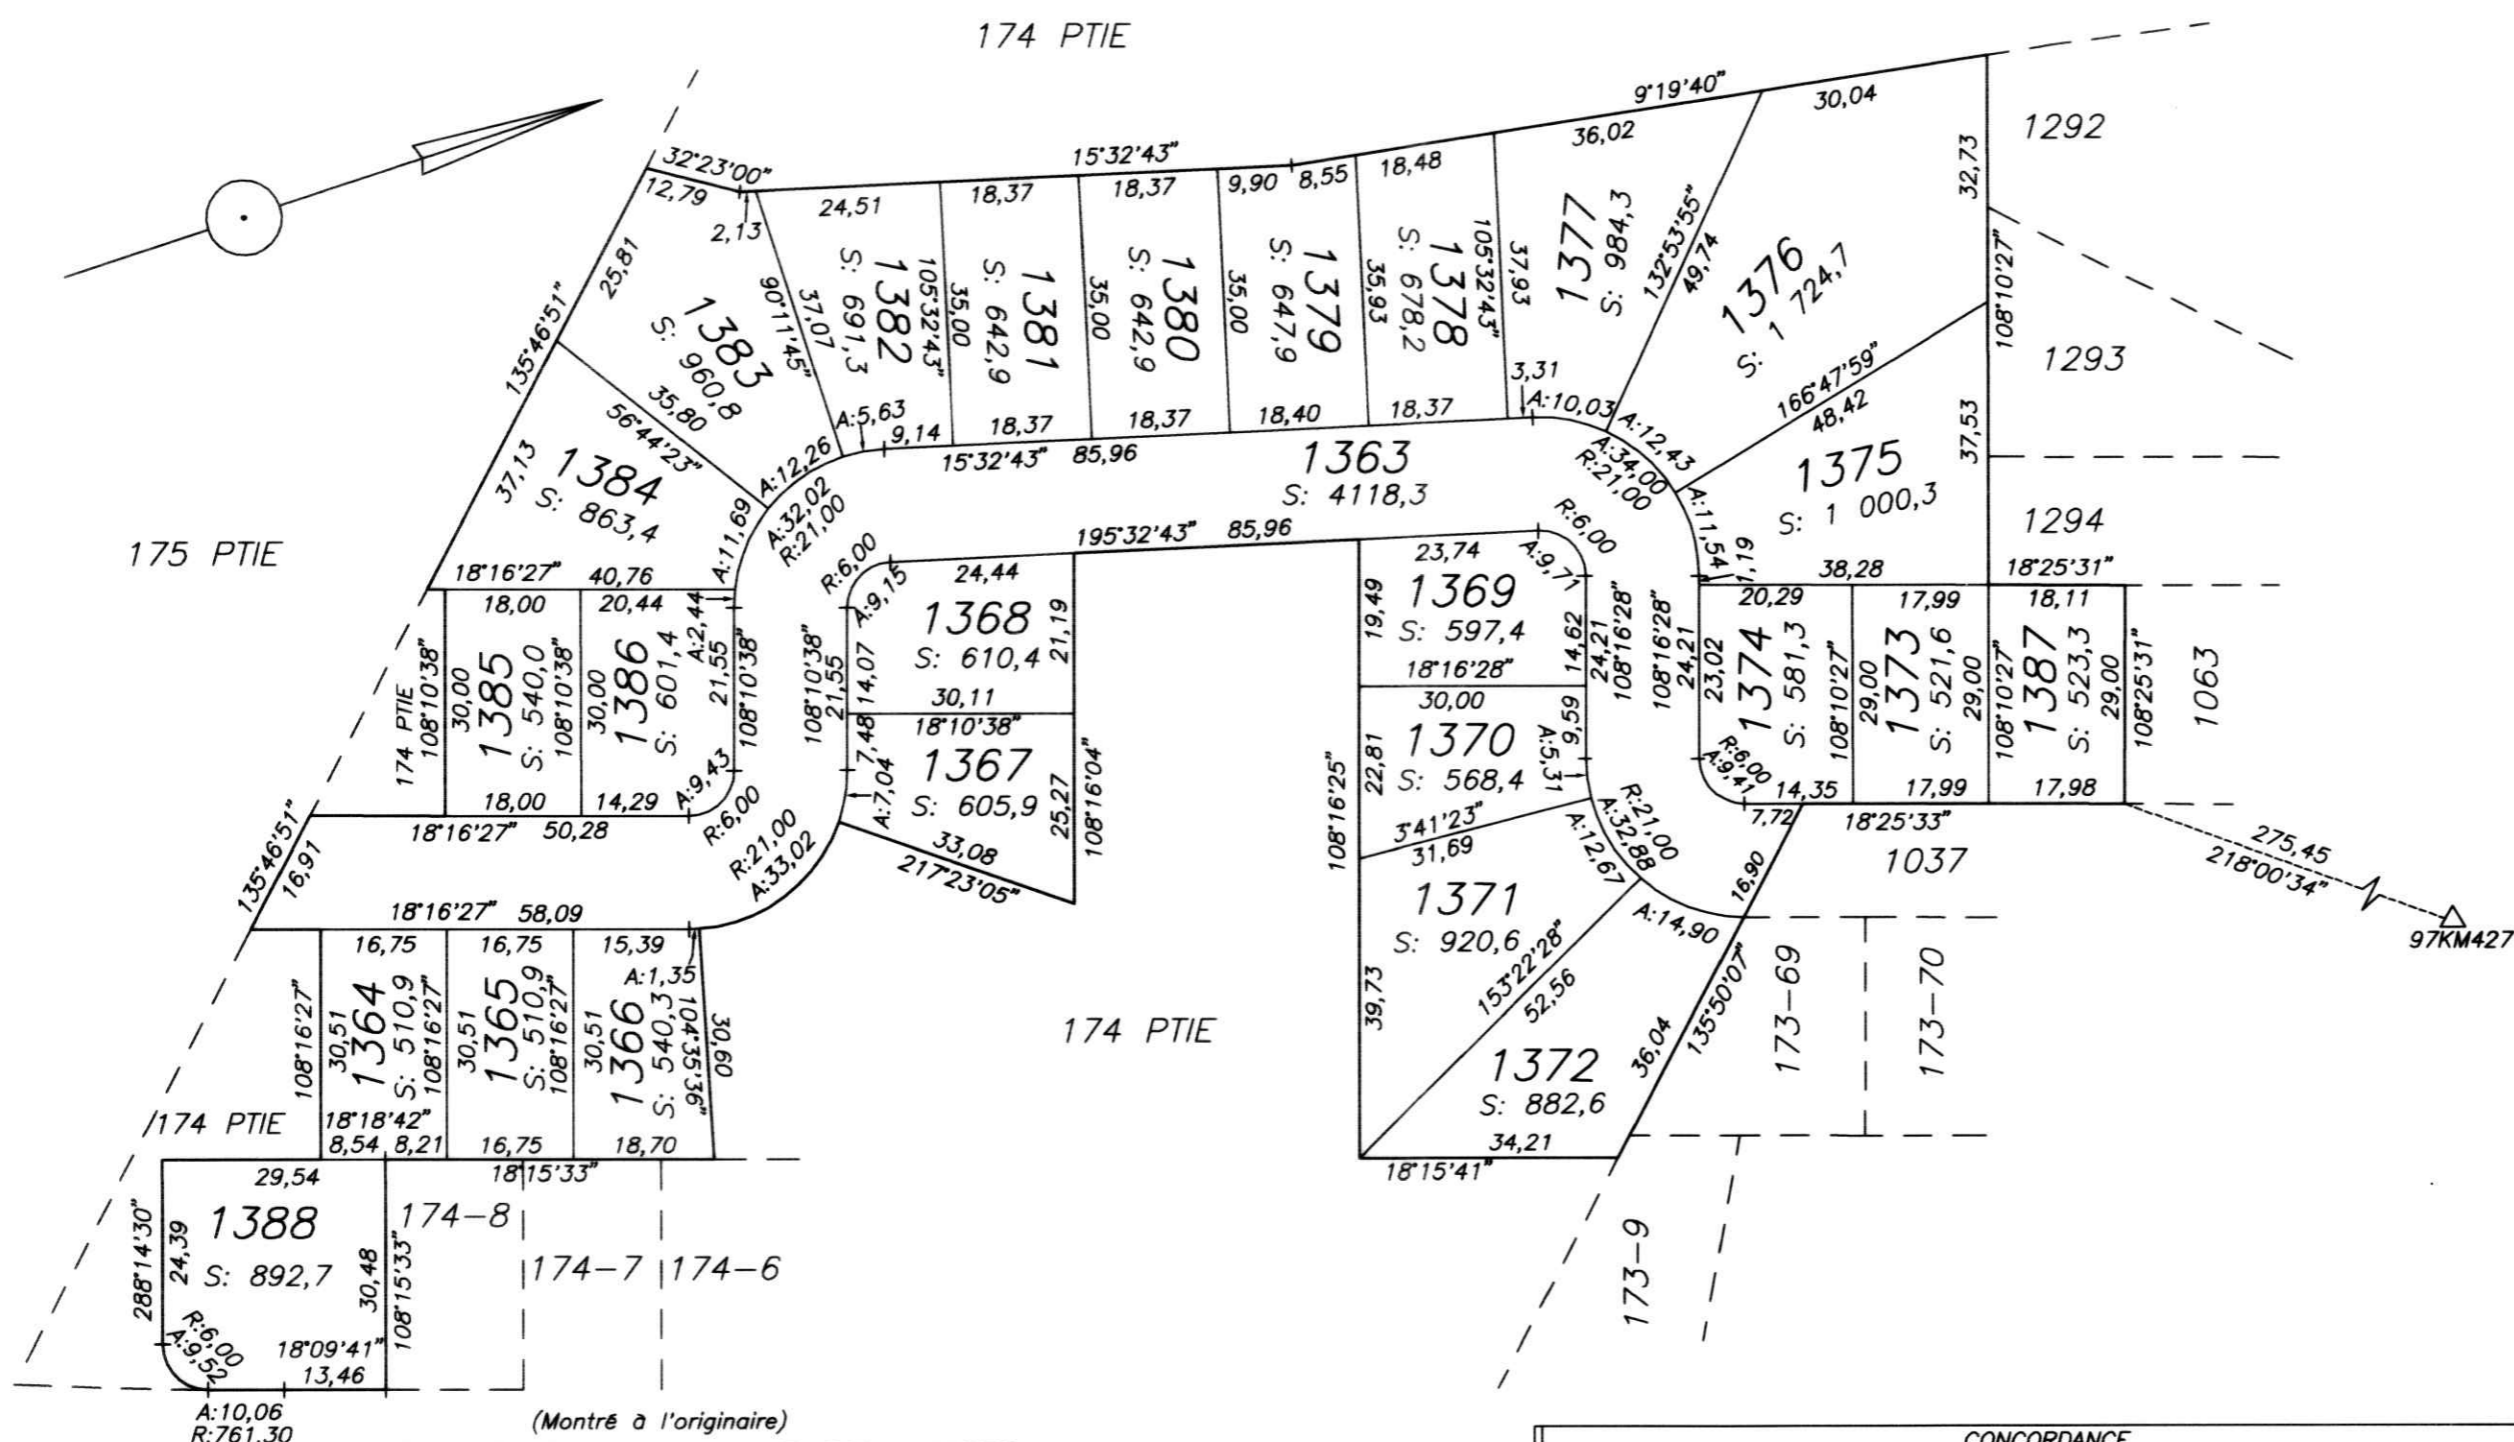 174 PTIE
9°19'40"
30,04
1292
36,02
32,73
32°23'00"
15°32'43"
12,79
2,13
24,51
18,37
18,37
9,90
8,55
18,48
25,81
135°46'51"
1383
S: 960,8
90°11'45"
37,07
1382
S: 691,3
105°32'43"
35,00
1381
S: 642,9
35,00
1380
S: 642,9
35,00
1379
S: 647,9
35,93
1378
S: 678,2
105°32'43"
37,93
1377
S: 984,3
132°53'55"
49,74
1376
S: 1 724,7
108°10'27"
1293
166°47'59"
48,42
37,53
3,31
A:10,03
A:12,43
A:34,00
R:21,00
35,80
56°44'23"
A:5,63
9,14
18,37
18,37
18,40
18,37
A:12,26
A:32,02
R:21,00
15°32'43" 85,96
1363
S: 4118,3
1375
S: 1 000,3
1294
37,13
1384
S: 863,4
A:11,69
A:11,54
1,19
175 PTIE
R:6,00
A:9,15
195°32'43" 85,96
R:6,00
A:9,71
18°16'27" 40,76
24,44
23,74
38,28
18°25'31"
18,00
20,44
A:2,44
20,29
17,99
18,11
174 PTIE
108°10'38"
30,00
1385
S: 540,0
108°10'38"
30,00
1386
S: 601,4
21,55
108°10'38"
108°10'38"
21,55
14,07
1368
S: 610,4
21,19
19,49
1369
S: 597,4
14,62
24,21
108°16'28"
108°16'28"
24,21
23,02
1374
S: 581,3
108°10'27"
29,00
1373
S: 521,6
29,00
108°10'27"
1387
S: 523,3
29,00
108°25'31"
1063
18°16'28"
30,11
30,00
18°10'38"
7,48
1367
S: 605,9
A:7,04
25,27
108°16'04"
108°16'25"
22,81
1370
S: 568,4
9,59
A:5,31
18,00
14,29
A:9,43
R:6,00
R:6,00
A:9,41
14,35
17,99
17,98
135°46'51"
16,91
18°16'27" 50,28
R:21,00
A:33,02
33,08
217°23'05"
3°41'23"
31,69
R:21,00
A:32,88
A:12,67
7,72
18°25'33"
1037
275,45
218°00'34"
97KM427
16,90
1371
S: 920,6
A:14,90
18°16'27" 58,09
16,75
16,75
15,39
A:1,35
108°16'27"
30,51
1364
S: 510,9
108°16'27"
30,51
1365
S: 510,9
108°16'27"
30,51
1366
S: 540,3
104°35'36"
30,60
39,73
153°22'28"
52,56
36,04
135°50'07"
173-69
173-70
174 PTIE
1372
S: 882,6
174 PTIE
18°18'42"
8,54
8,21
16,75
18,70
34,21
18°15'41"
29,54
18°15'33"
288°14'30"
24,39
1388
S: 892,7
30,48
108°15'33"
174-8
174-7
174-6
173-9
R:6,00
A:9,52
18°09'41"
13,46
A:10,06
R:761,30
(Montré à l'originaire)
CONCORDANCE